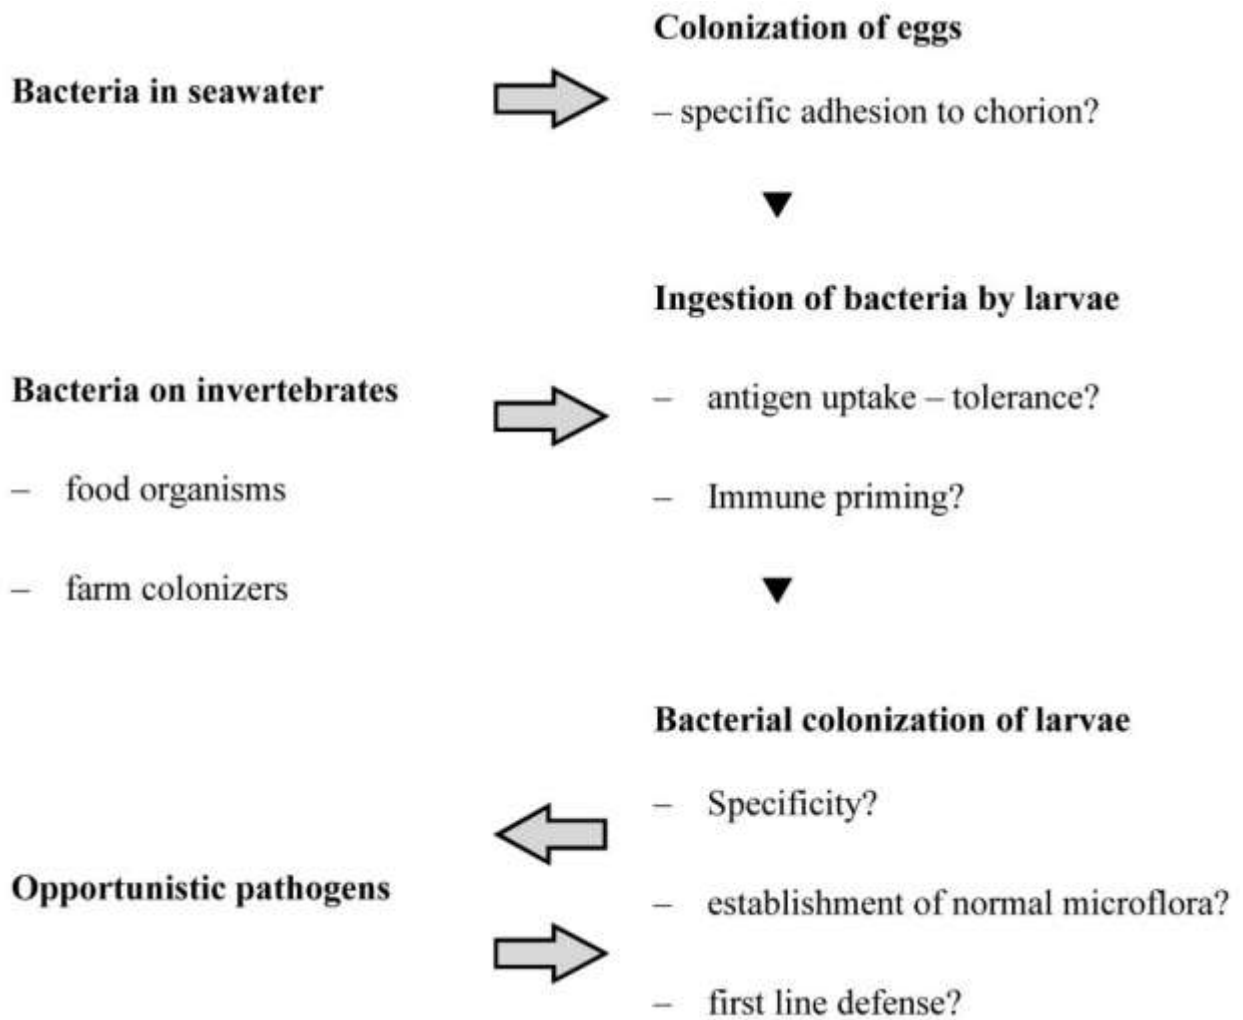 Colonization of eggs
Bacteria in seawater
– specific adhesion to chorion?
Ingestion of bacteria by larvae
Bacteria on invertebrates
– antigen uptake – tolerance?
– food organisms
– Immune priming?
– farm colonizers
Bacterial colonization of larvae
– Specificity?
Opportunistic pathogens
– establishment of normal microflora?
– first line defense?